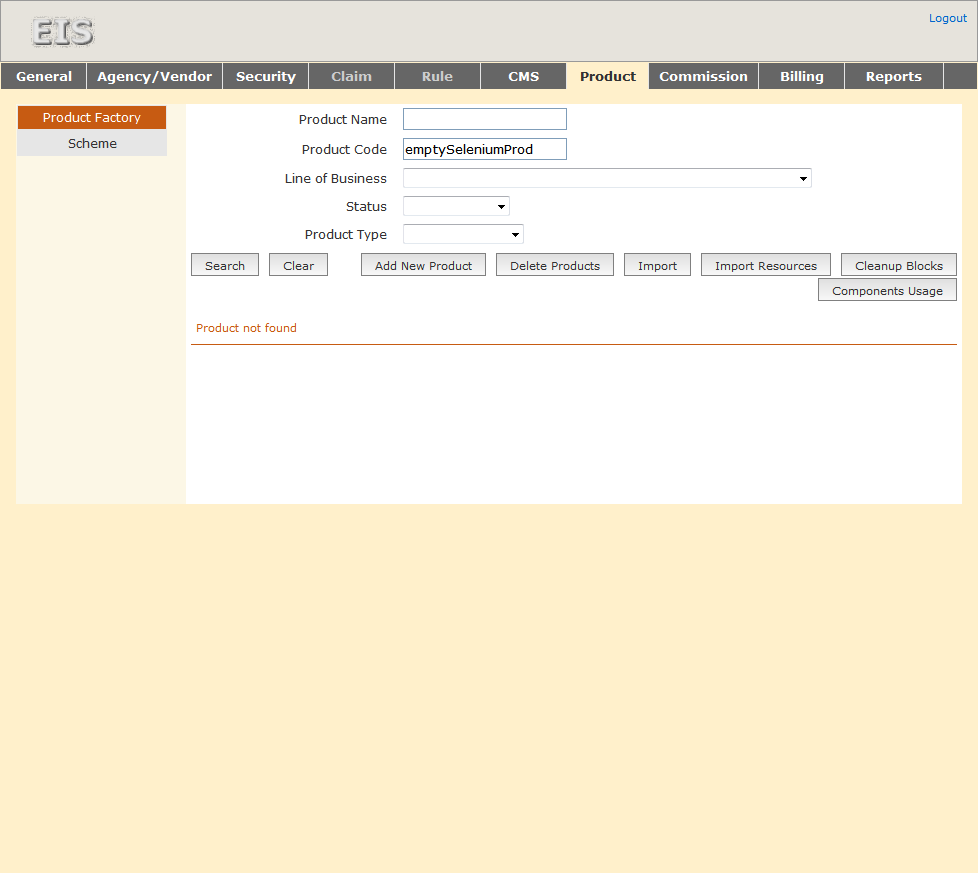 EIS
Logout
General Agency/Vendor Security Claim Rule CMS Product Commission Billing Reports
Product Factory
Scheme
Product Name
Product Code emptySeleniumProd
Line of Business
Status
Product Type
Search Clear Add New Product Delete Products Import Import Resources Cleanup Blocks
Components Usage
Product not found